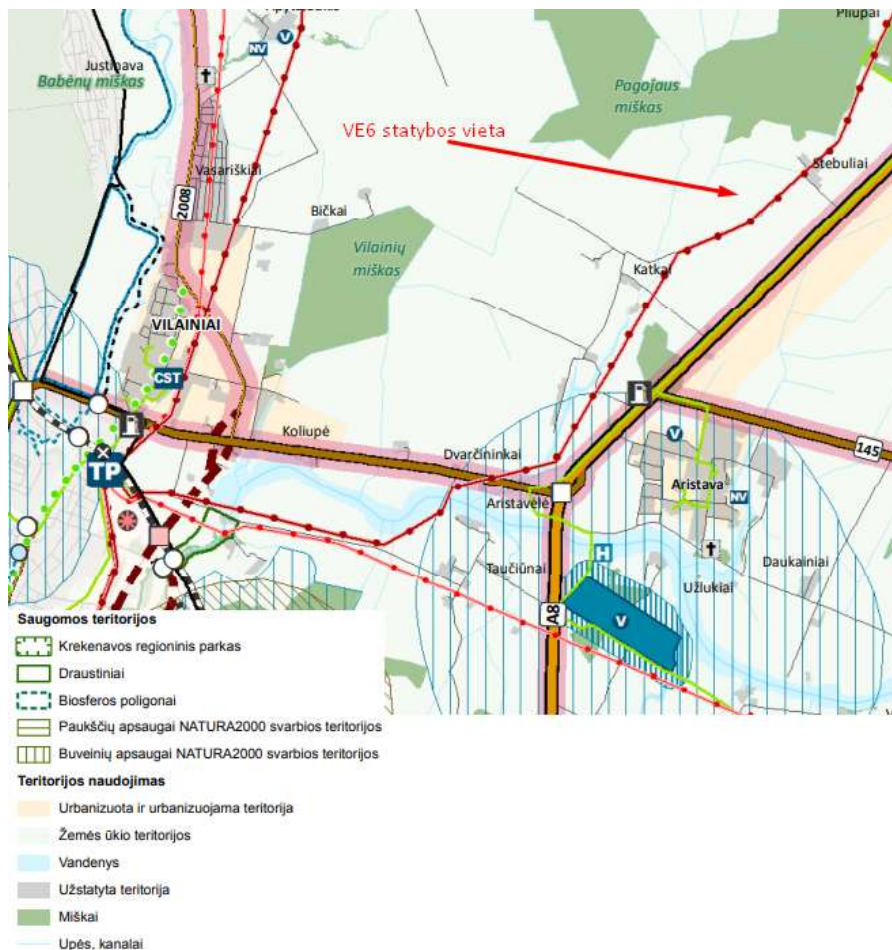 Pliupai
Justinava
Babėnų miškas
NV
V
Pagojaus
miškas
VE6 statybos vieta
Stebuliai
Vasariškiai
2008
Bičkai
Vilainių
miškas
Katkai
VILAINIAI
CST
Koliupė
Dvarčininkai
145
TP
V
Aristava
Aristavėlė
NV
H
Taučiūnai
Daukainiai
Užlukiai
A8
V
Saugomos teritorijos
Krekenavos regioninis parkas
Draustiniai
Biosferos poligonai
Paukščių apsaugai NATURA2000 svarbios teritorijos
Buveinių apsaugai NATURA2000 svarbios teritorijos
Teritorijos naudojimas
Urbanizuota ir urbanizuojama teritorija
Žemės ūkio teritorijos
Vandenys
Užstatyta teritorija
Miškai
Upės, kanalai